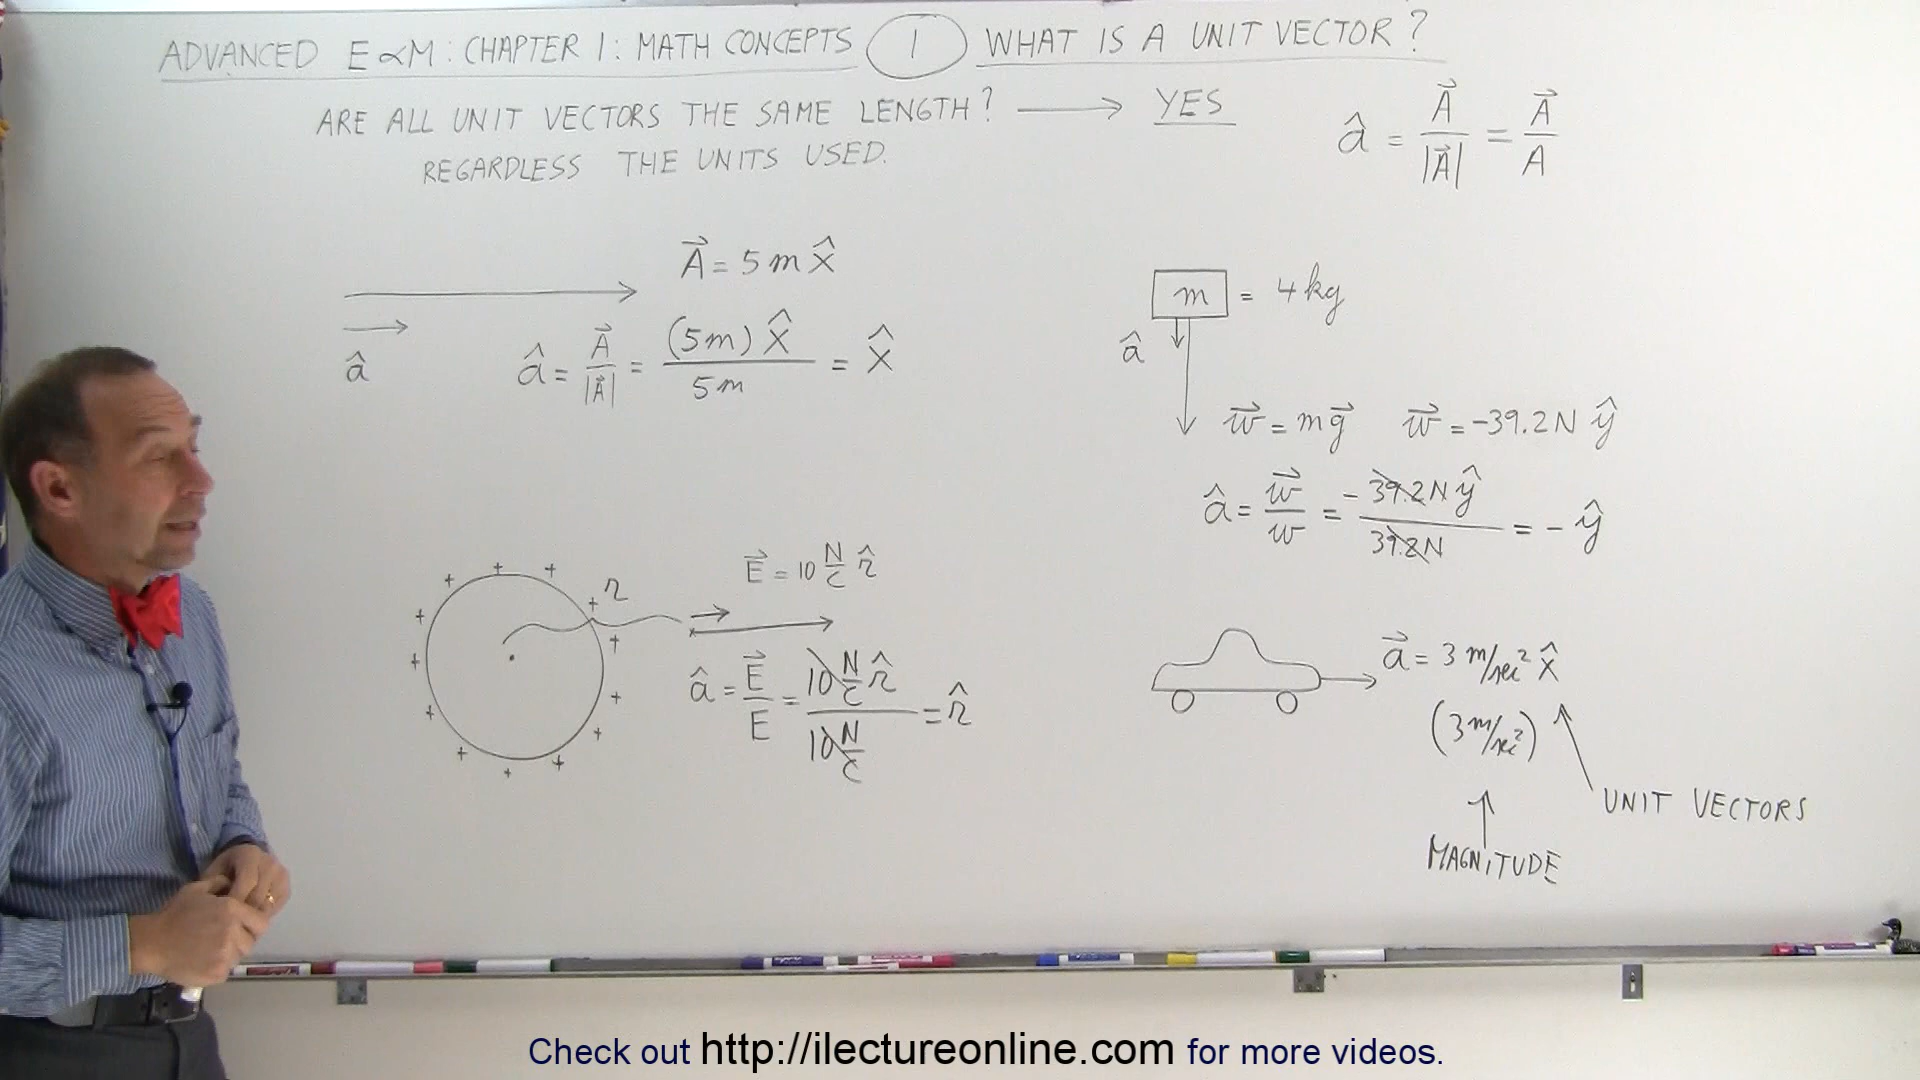 ADVANCED E&M: CHAPTER 1: MATH CONCEPTS 1 WHAT IS A UNIT VECTOR?
ARE ALL UNIT VECTORS THE SAME LENGTH? → YES
REGARDLESS THE UNITS USED.
â = A⃗/|A⃗| = A⃗/A
A⃗ = 5 m x̂
â
â = A⃗/|A⃗| = (5m) x̂ / 5m = x̂
m = 4 kg
â
w⃗ = mg⃗ w⃗ = -39.2 N ŷ
â = w⃗/w = -39.2 N ŷ / 39.2 N = - ŷ
r
E⃗ = 10 N/C r̂
â = E⃗/E = 10 N/C r̂ / 10 N/C = r̂
a⃗ = 3 m/sec² x̂
(3 m/sec²)
UNIT VECTORS
MAGNITUDE
Check out http://ilectureonline.com for more videos.